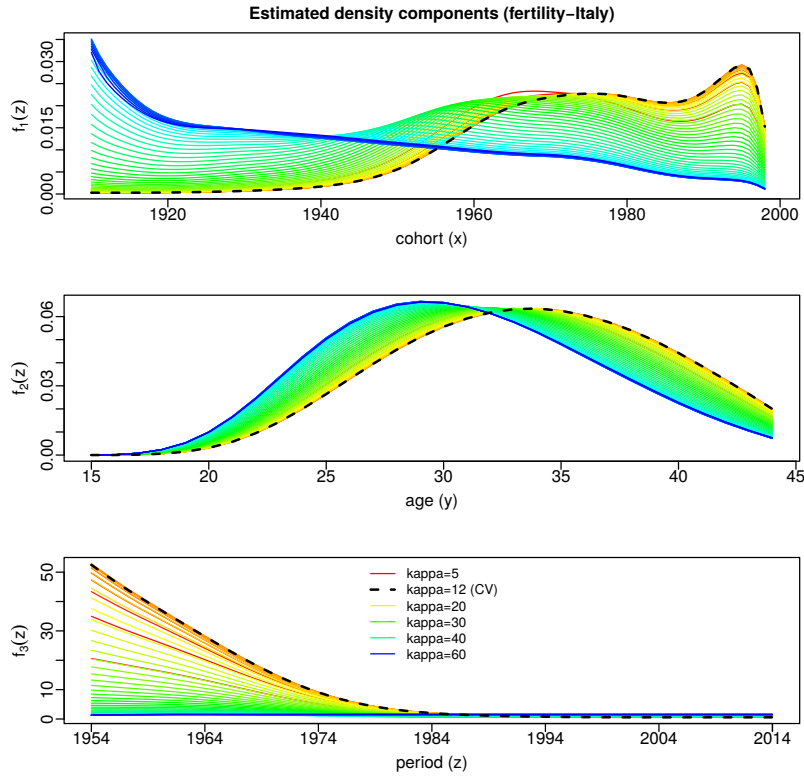 Estimated density components (fertility−Italy)
f1(z)
0.000 0.015 0.030
1920 1940 1960 1980 2000
cohort (x)
f2(z)
0.00 0.03 0.06
15 20 25 30 35 40 45
age (y)
f3(z)
0 10 30 50
kappa=5
kappa=12 (CV)
kappa=20
kappa=30
kappa=40
kappa=60
1954 1964 1974 1984 1994 2004 2014
period (z)